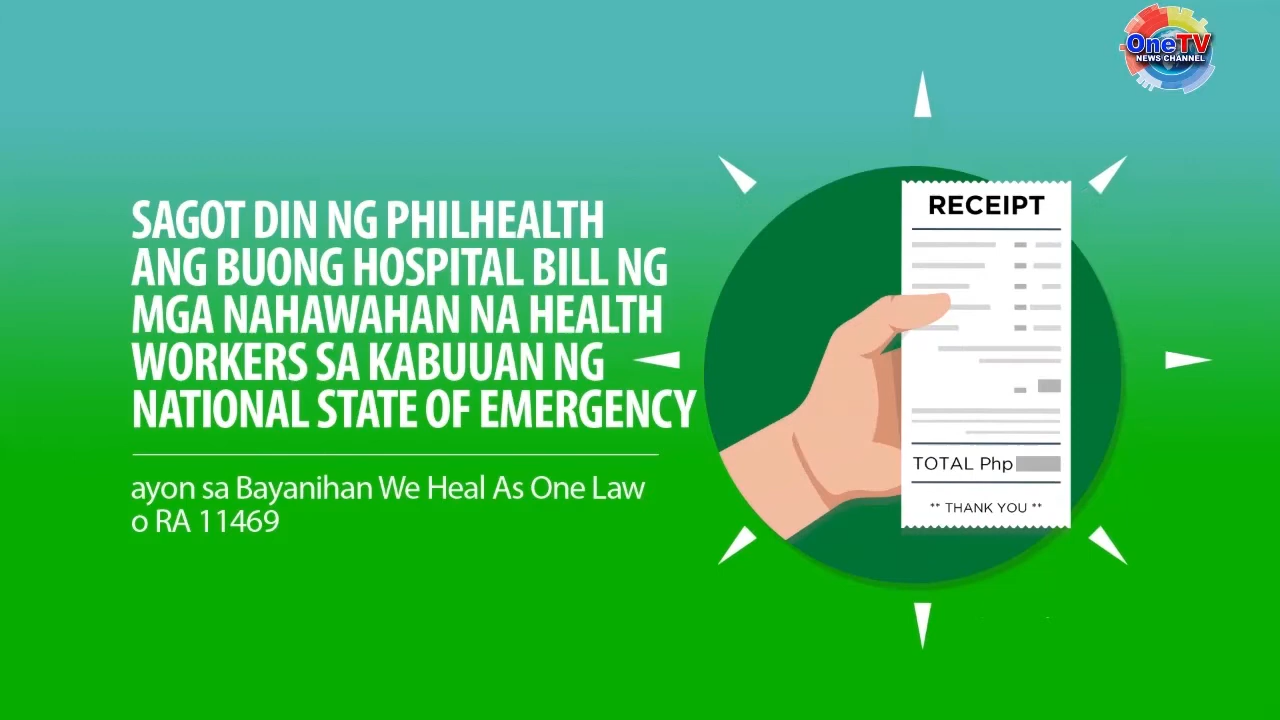 OneTV
NEWS CHANNEL
SAGOT DIN NG PHILHEALTH
ANG BUONG HOSPITAL BILL NG
MGA NAHAWAHAN NA HEALTH
WORKERS SA KABUUAN NG
NATIONAL STATE OF EMERGENCY
ayon sa Bayanihan We Heal As One Law
o RA 11469
RECEIPT
TOTAL Php
** THANK YOU **